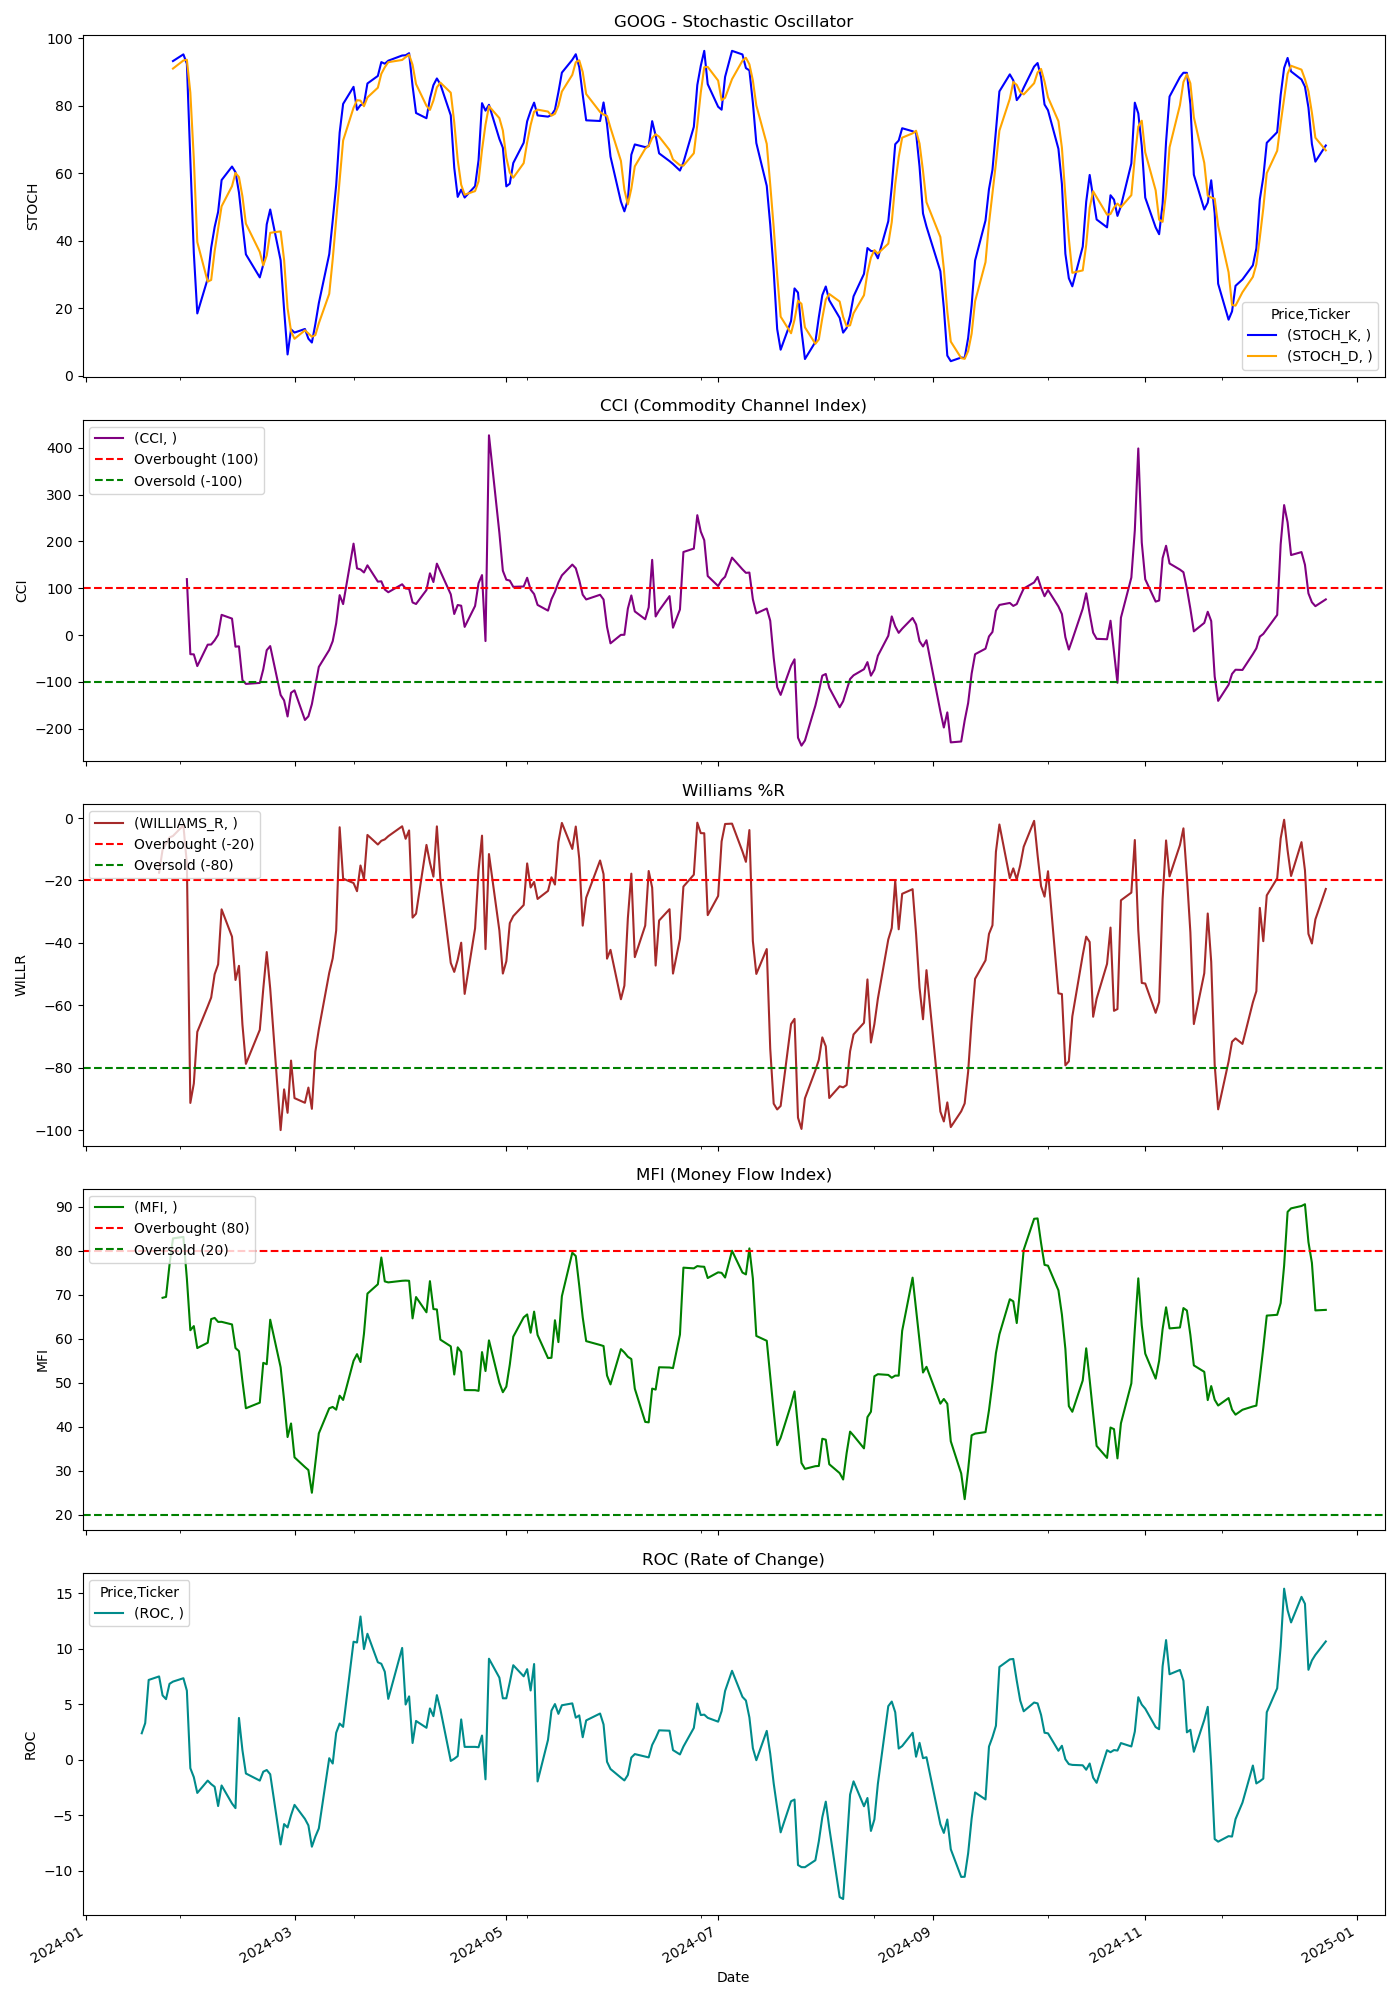 GOOG - Stochastic Oscillator
100
80
60
40
20
0
STOCH
Price,Ticker
(STOCH_K, )
(STOCH_D, )
CCI (Commodity Channel Index)
400
300
200
100
0
−100
−200
CCI
(CCI, )
Overbought (100)
Oversold (-100)
Williams %R
0
−20
−40
−60
−80
−100
WILLR
(WILLIAMS_R, )
Overbought (-20)
Oversold (-80)
MFI (Money Flow Index)
90
80
70
60
50
40
30
20
MFI
(MFI, )
Overbought (80)
Oversold (20)
ROC (Rate of Change)
15
10
5
0
−5
−10
ROC
Price,Ticker
(ROC, )
2024-01
2024-03
2024-05
2024-07
2024-09
2024-11
2025-01
Date